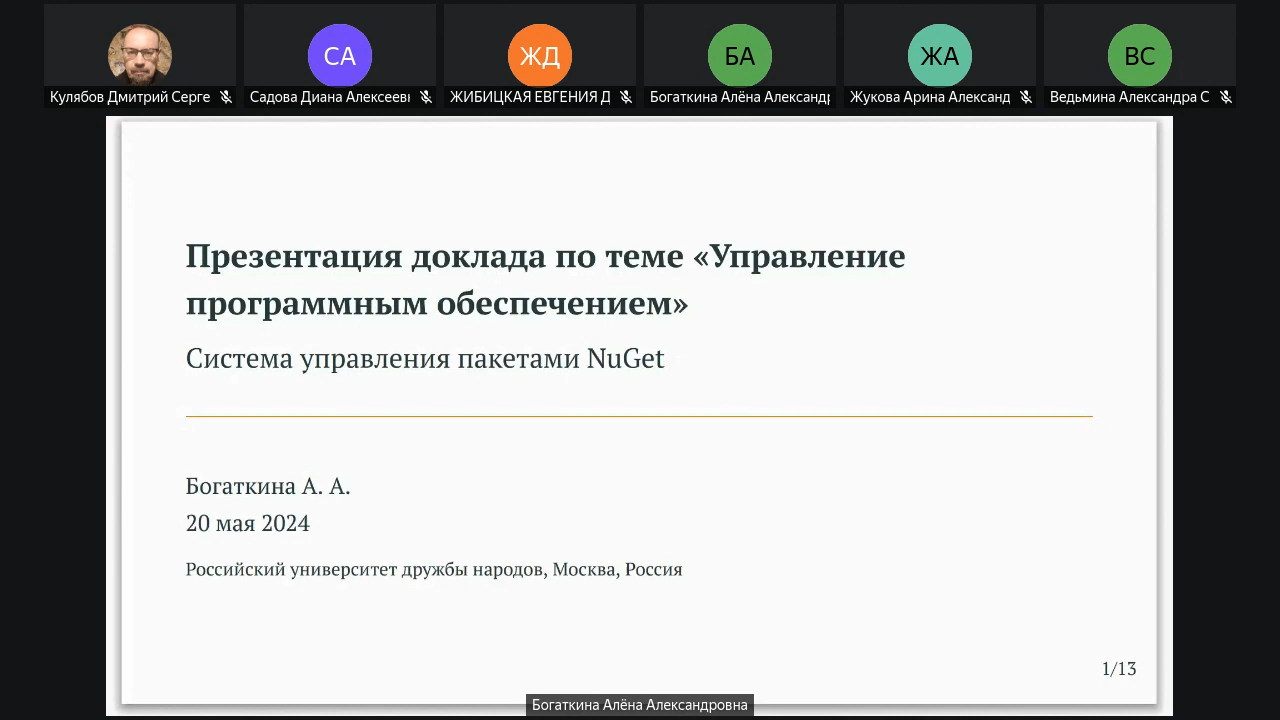 СА
ЖД
БА
ЖА
ВС
Кулябов Дмитрий Серге
Садова Диана Алексеевн
ЖИБИЦКАЯ ЕВГЕНИЯ Д
Богаткина Алёна Александр
Жукова Арина Александ
Ведьмина Александра С
Презентация доклада по теме «Управление
программным обеспечением»
Система управления пакетами NuGet
Богаткина А. А.
20 мая 2024
Российский университет дружбы народов, Москва, Россия
1/13
Богаткина Алёна Александровна